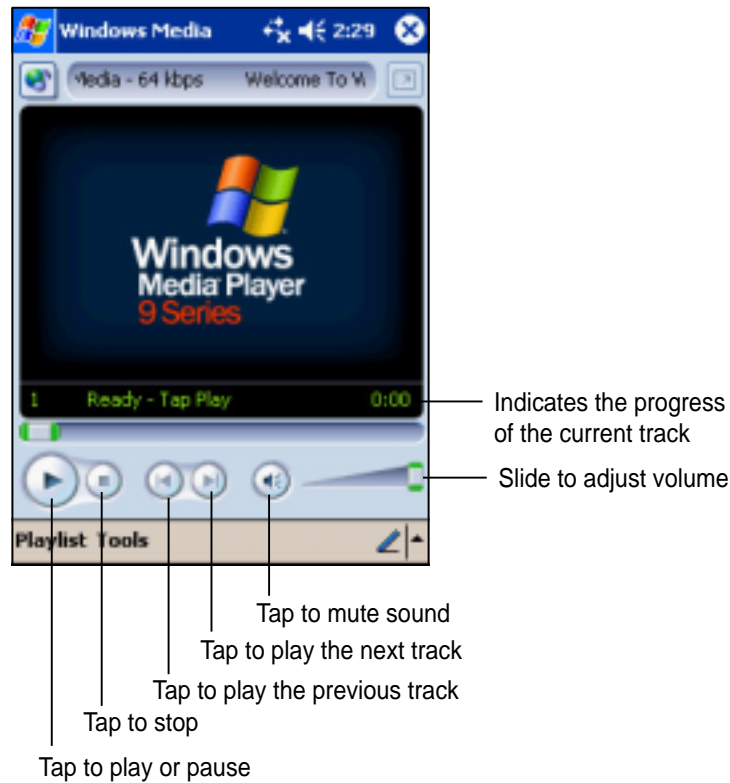 Windows Media 2:29
Media - 64 kbps Welcome To W
Windows
Media Player
9 Series
1 Ready - Tap Play 0:00
Indicates the progress
of the current track
Slide to adjust volume
Playlist Tools
Tap to mute sound
Tap to play the next track
Tap to play the previous track
Tap to stop
Tap to play or pause